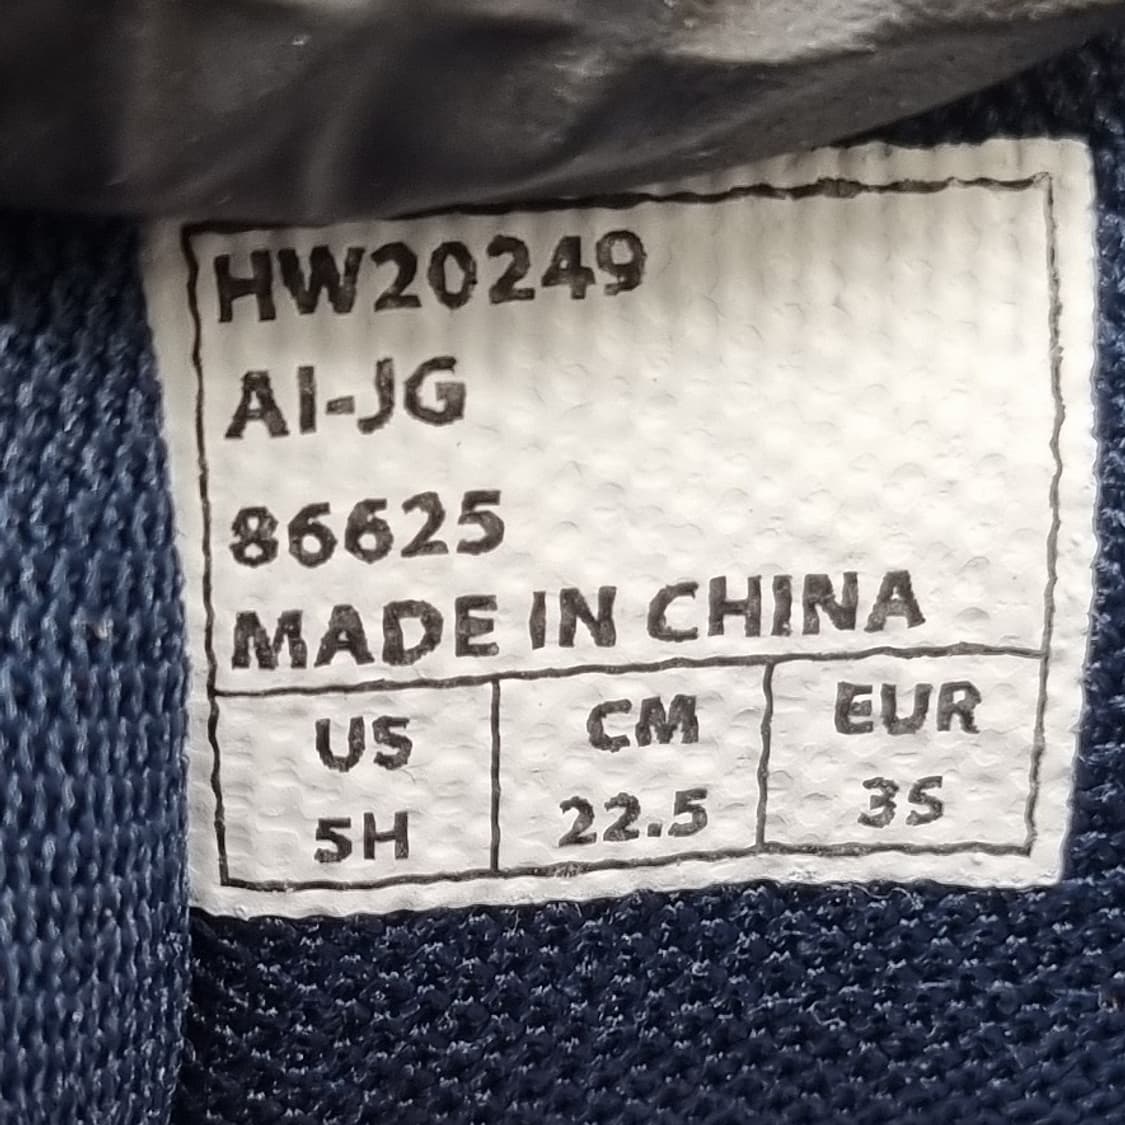 HW20249
AI-JG
86625
MADE IN CHINA
US CM EUR
5H 22.5 35